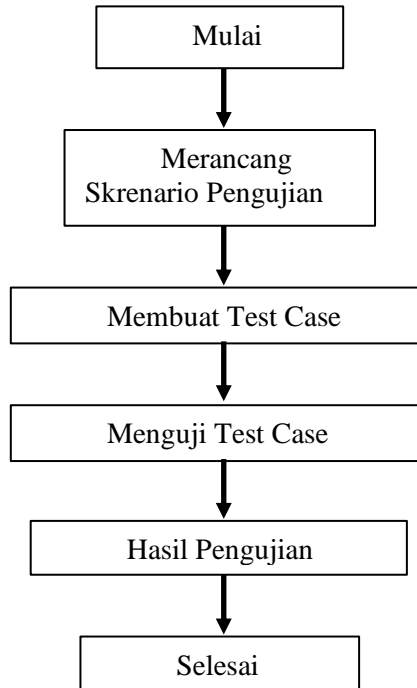 Mulai
Merancang
Skrenario Pengujian
Membuat Test Case
Menguji Test Case
Hasil Pengujian
Selesai